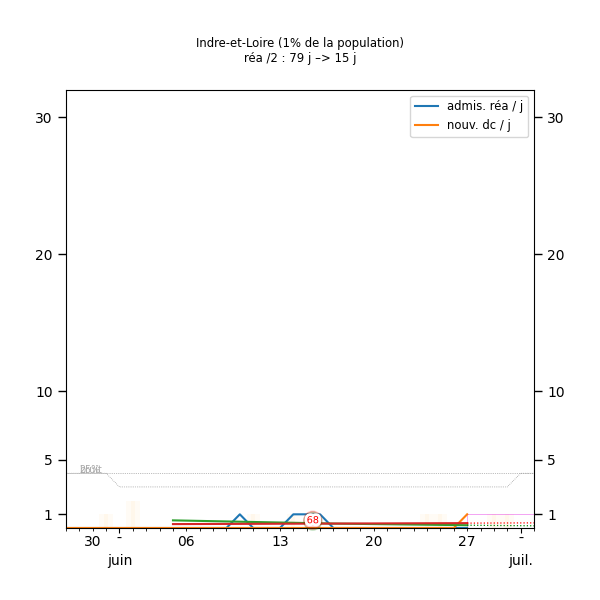 Indre-et-Loire (1% de la population)
réa /2 : 79 j –> 15 j
admis. réa / j
nouv. dc / j
30 30
20 20
10 10
5 5
25%
68
1 1
30 - 06 13 20 27 -
juin juil.